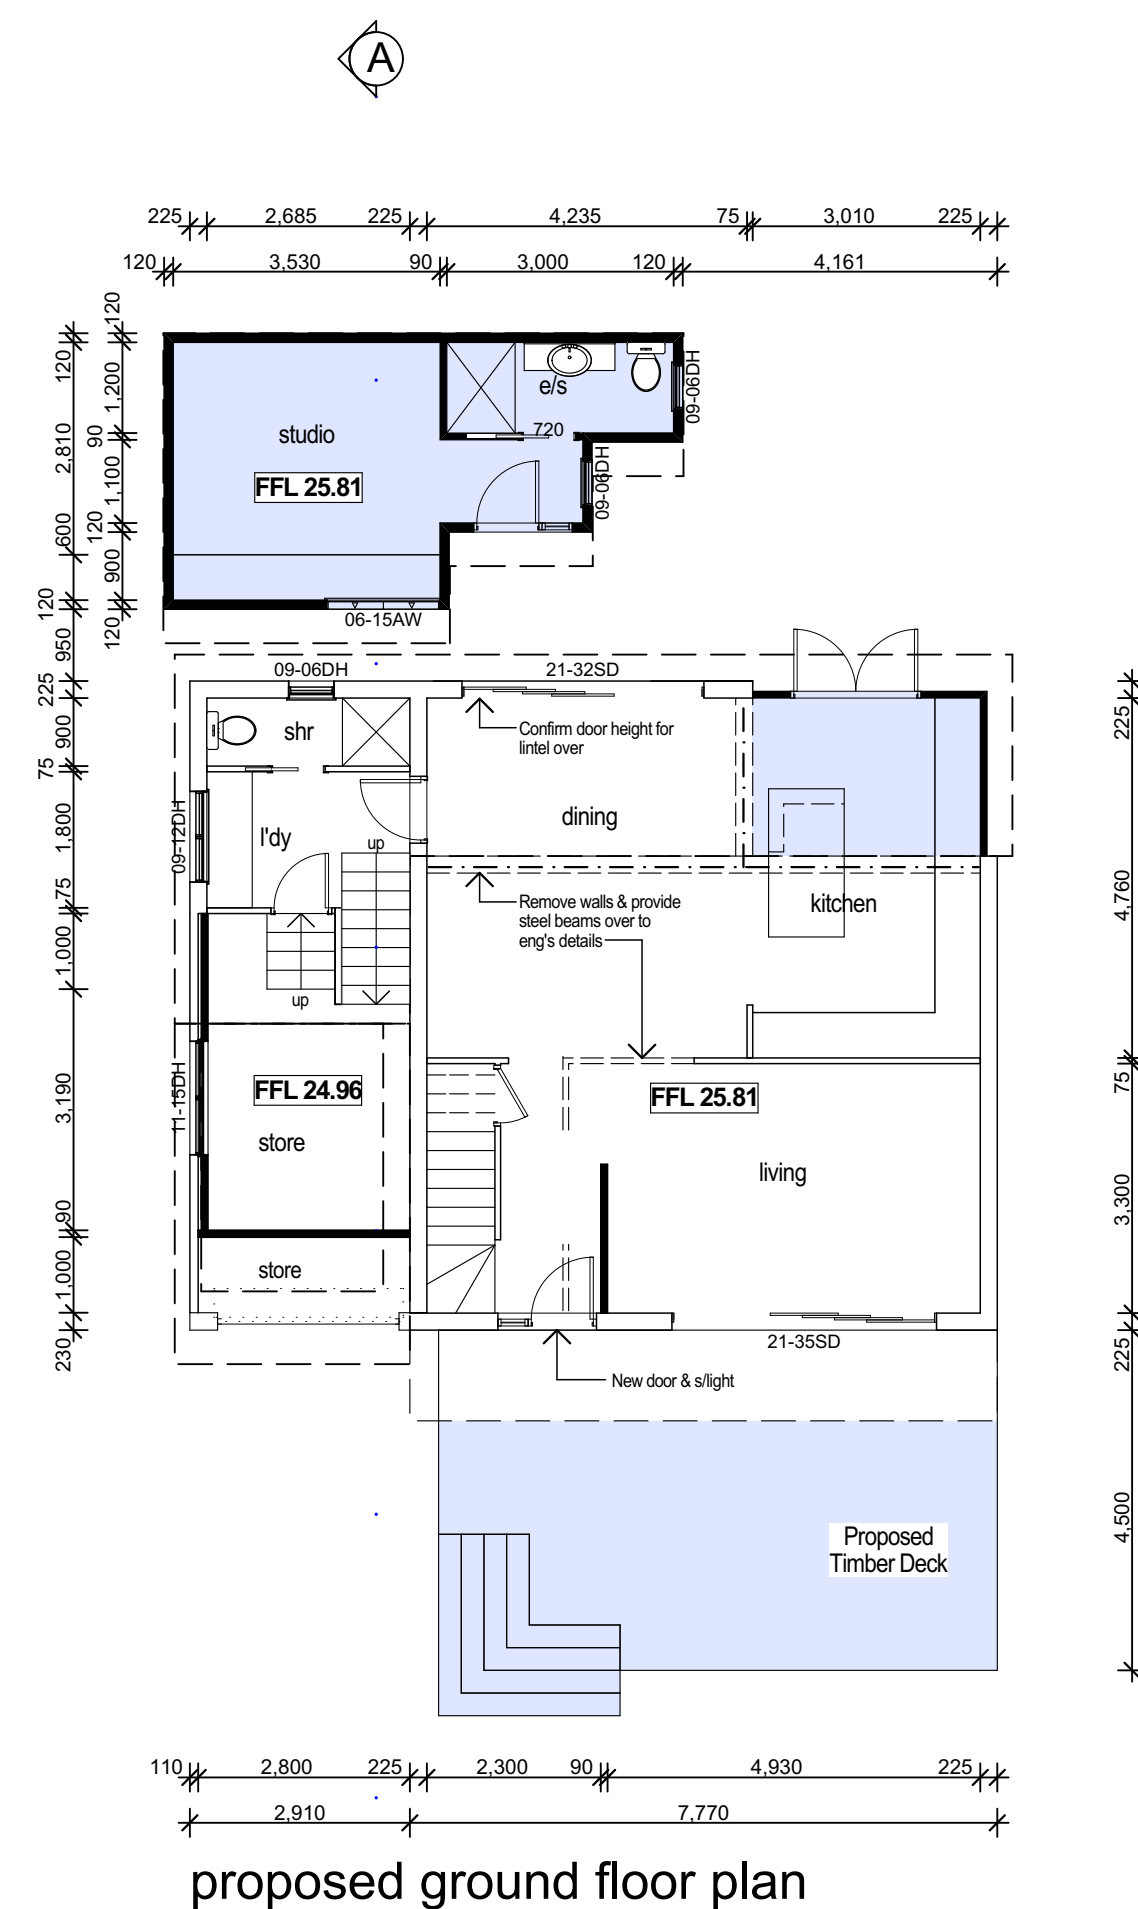 A
225 2,685 225 4,235 75 3,010 225
120 3,530 90 3,000 120 4,161
120
1,200
90
1,100
120
900
120
120
2,810
600
120
950
225
900
75
1,800
75
1,000
3,190
90
1,000
230
e/s
720
09-06DH
09-06DH
studio
FFL 25.81
06-15AW
09-06DH
21-32SD
shr
Confirm door height for
lintel over
09-12DH
l'dy
up
dining
Remove walls & provide
steel beams over to
eng's details
kitchen
up
11-15DH
FFL 24.96
store
FFL 25.81
living
store
21-35SD
New door & s/light
Proposed
Timber Deck
225
4,760
75
3,300
225
4,500
110 2,800 225 2,300 90 4,930 225
2,910 7,770
proposed ground floor plan